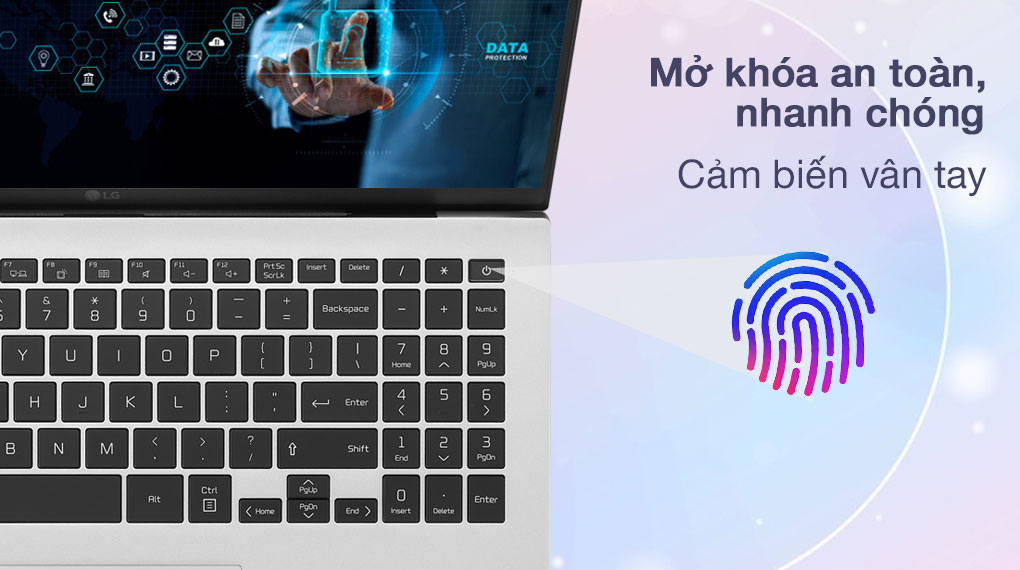 DATA
PROTECTION
Mở khóa an toàn,
nhanh chóng
Cảm biến vân tay
LG
F7 F8 F9 F10 F11 F12 PrtSc Insert Delete / *
ScrLk
& * ( ) — +
7 8 9 0 – = Backspace − + NumLk
Y U I O P { [ } ] | \ 7 8 9
Home PgUp
H J K L : ; " ' Enter 4 5 6
B N M < , > . ? / Shift 1 2 3
End PgDn
Alt Ctrl PgUp 0 . Enter
Home PgDn End Insert Delete